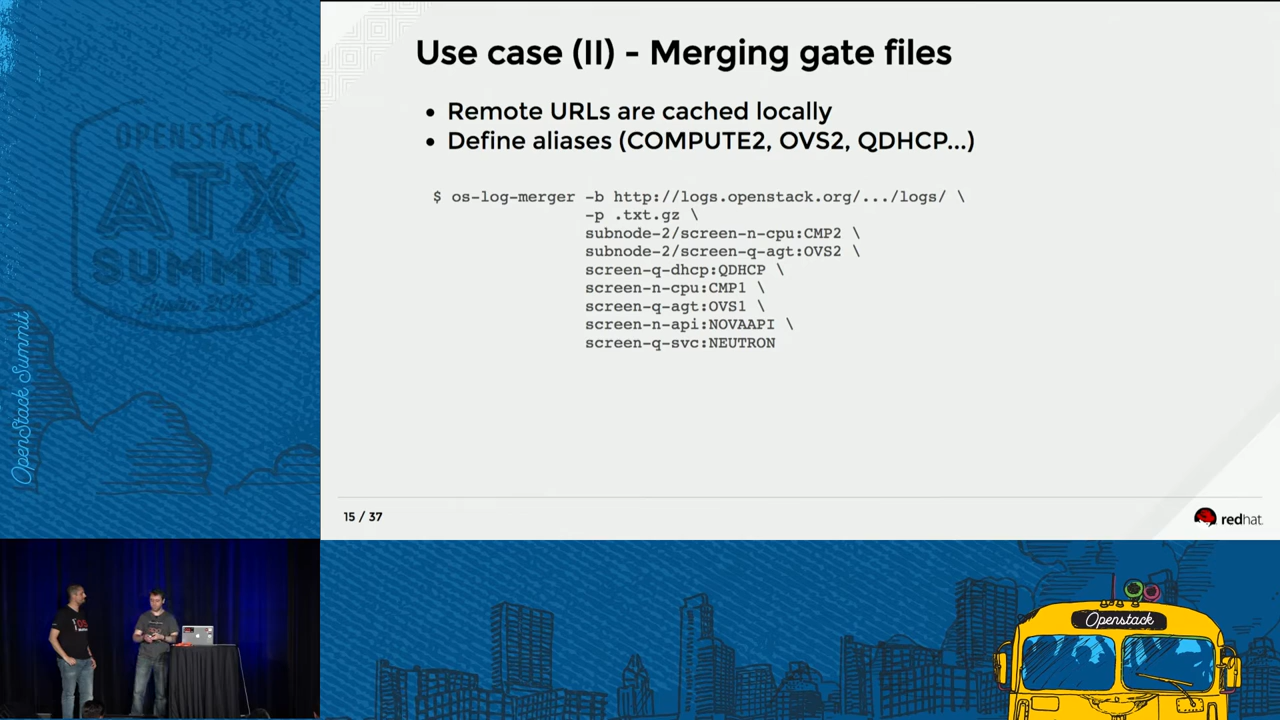 Use case (II) - Merging gate files
• Remote URLs are cached locally
• Define aliases (COMPUTE2, OVS2, QDHCP...)
$ os-log-merger -b http://logs.openstack.org/.../logs/ \
-p .txt.gz \
subnode-2/screen-n-cpu:CMP2 \
subnode-2/screen-q-agt:OVS2 \
screen-q-dhcp:QDHCP \
screen-n-cpu:CMP1 \
screen-q-agt:OVS1 \
screen-n-api:NOVAAPI \
screen-q-svc:NEUTRON
15 / 37
redhat.
OPENSTACK
ATX
SUMMIT
OpenStack Summit
Openstack